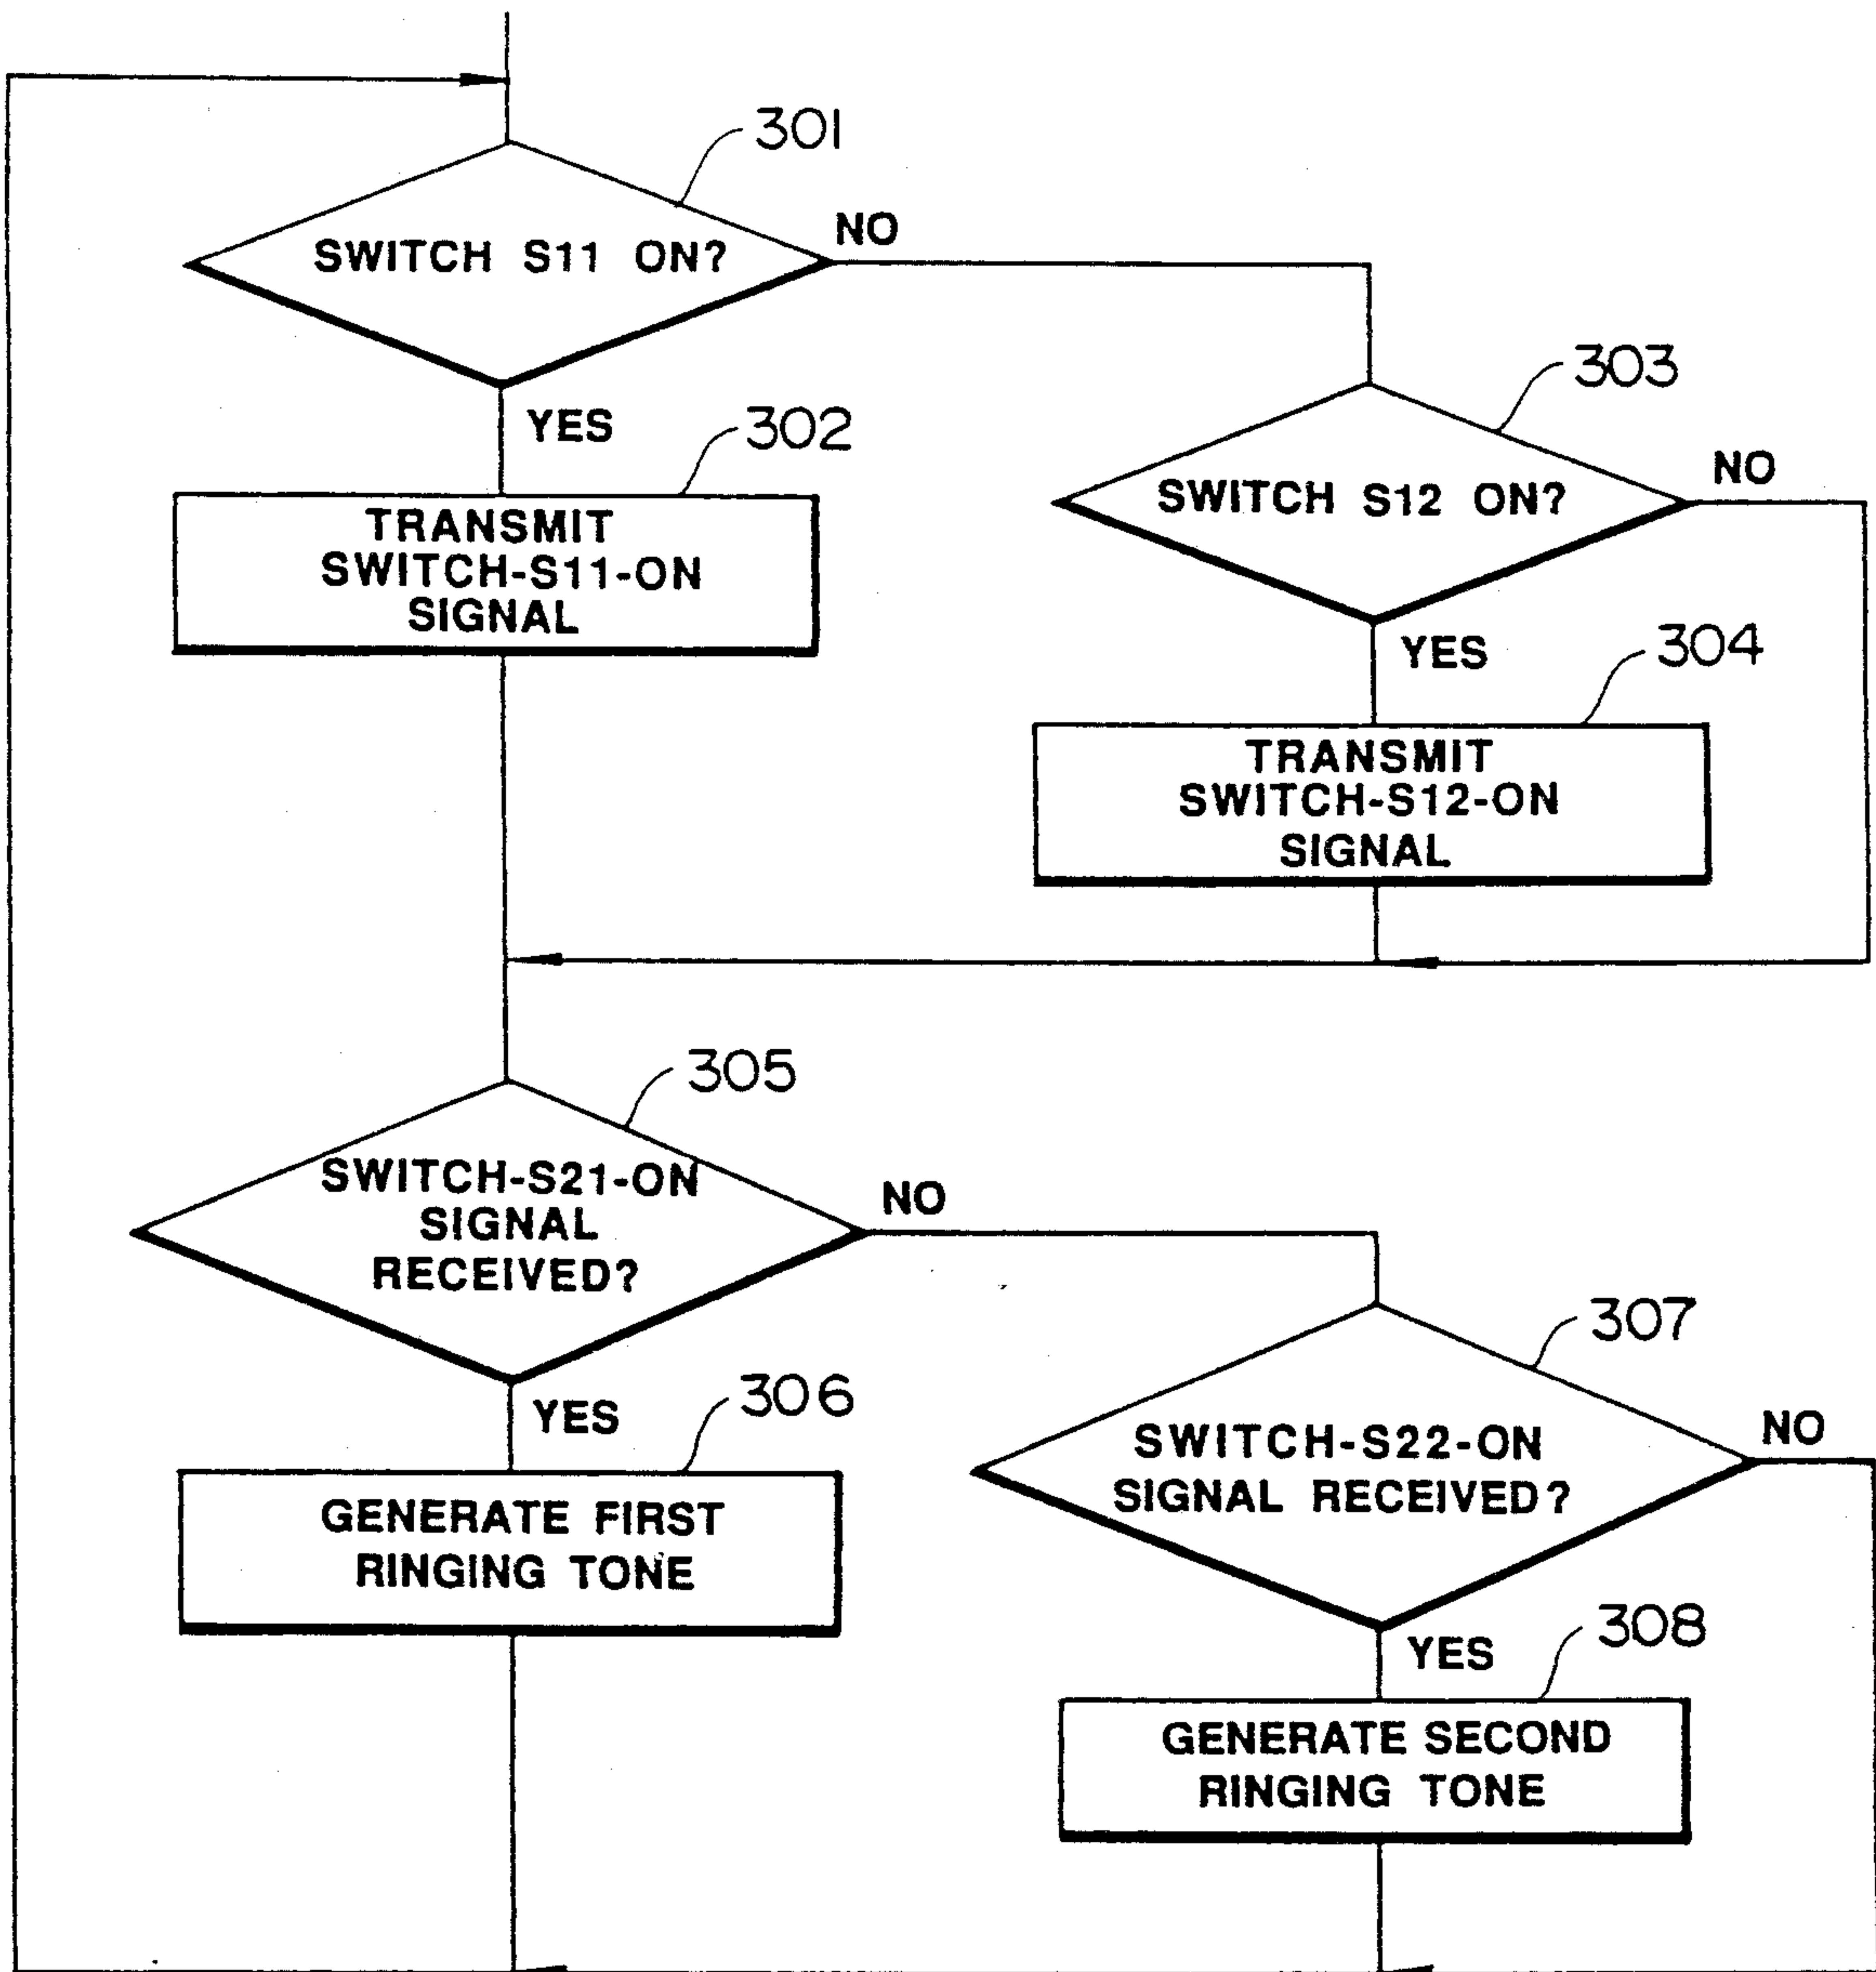 301
SWITCH S11 ON?
NO
YES
302
TRANSMIT
SWITCH-S11-ON
SIGNAL
303
SWITCH S12 ON?
NO
YES
304
TRANSMIT
SWITCH-S12-ON
SIGNAL
305
SWITCH-S21-ON
SIGNAL
RECEIVED?
NO
YES
306
GENERATE FIRST
RINGING TONE
307
SWITCH-S22-ON
SIGNAL RECEIVED?
NO
YES
308
GENERATE SECOND
RINGING TONE